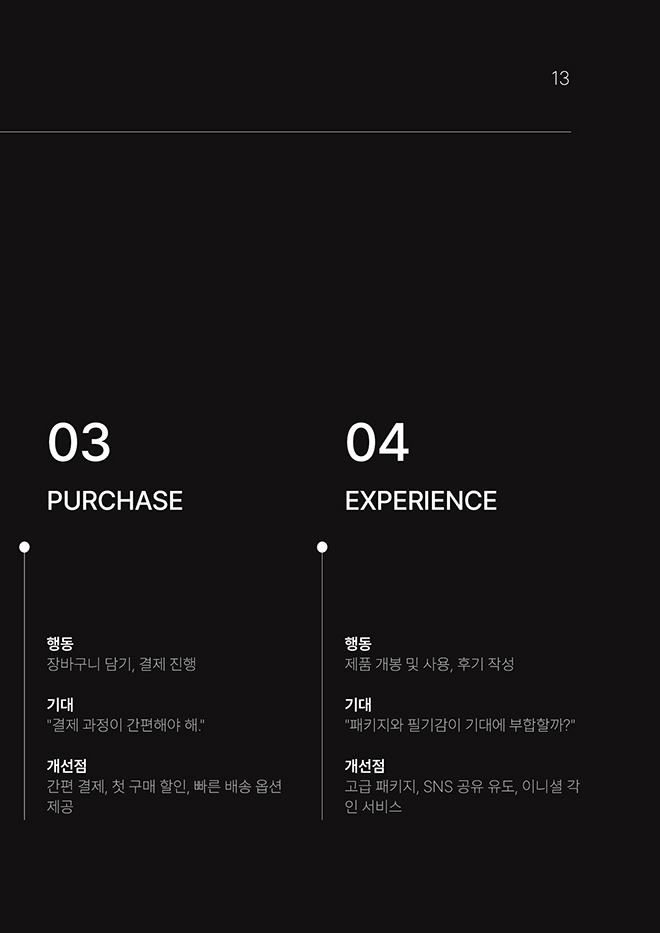 13
03
PURCHASE
행동
장바구니 담기, 결제 진행
기대
"결제 과정이 간편해야 해."
개선점
간편 결제, 첫 구매 할인, 빠른 배송 옵션
제공
04
EXPERIENCE
행동
제품 개봉 및 사용, 후기 작성
기대
"패키지와 필기감이 기대에 부합할까?"
개선점
고급 패키지, SNS 공유 유도, 이니셜 각
인 서비스